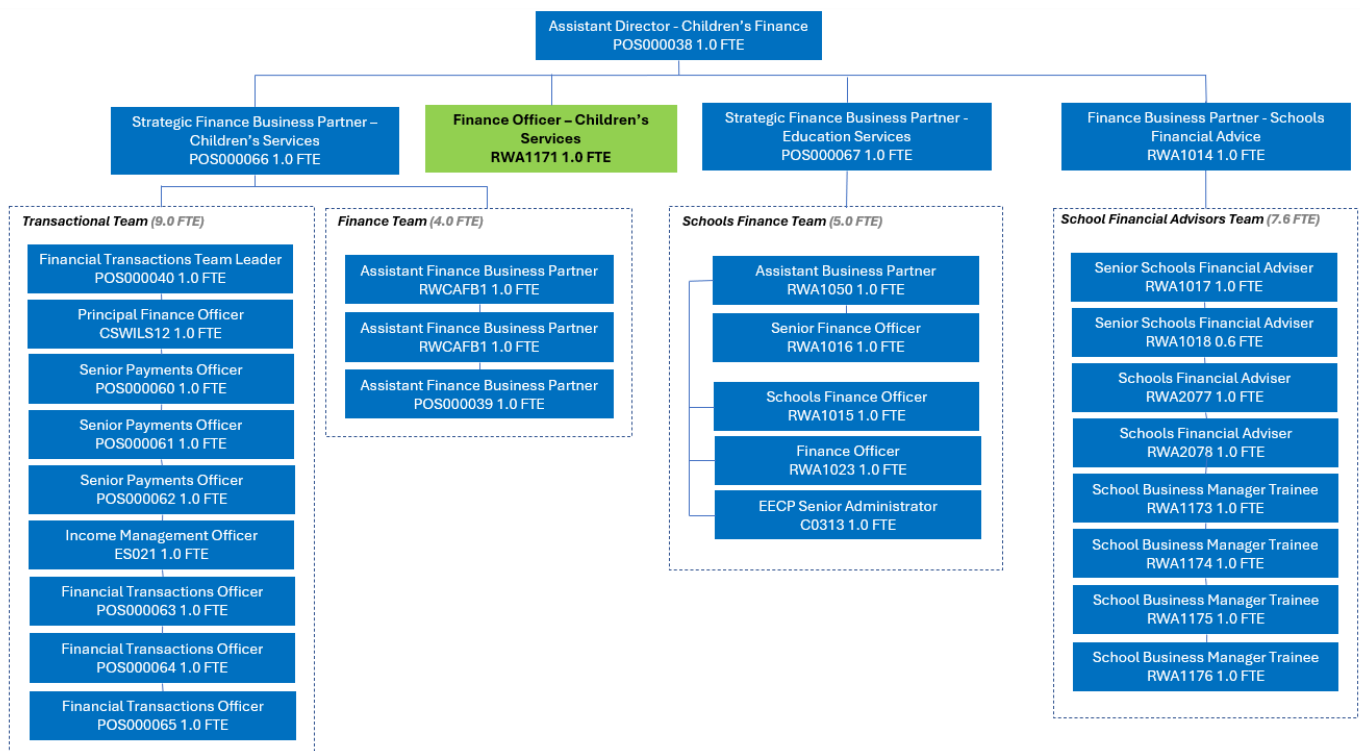 Assistant Director - Children's Finance
POS000038 1.0 FTE
Strategic Finance Business Partner –
Children's Services
POS000066 1.0 FTE
Finance Officer – Children's
Services
RWA1171 1.0 FTE
Strategic Finance Business Partner -
Education Services
POS000067 1.0 FTE
Finance Business Partner - Schools
Financial Advice
RWA1014 1.0 FTE
Transactional Team (9.0 FTE)
Financial Transactions Team Leader
POS000040 1.0 FTE
Principal Finance Officer
CSWILS12 1.0 FTE
Senior Payments Officer
POS000060 1.0 FTE
Senior Payments Officer
POS000061 1.0 FTE
Senior Payments Officer
POS000062 1.0 FTE
Income Management Officer
ES021 1.0 FTE
Financial Transactions Officer
POS000063 1.0 FTE
Financial Transactions Officer
POS000064 1.0 FTE
Financial Transactions Officer
POS000065 1.0 FTE
Finance Team (4.0 FTE)
Assistant Finance Business Partner
RWCAFB1 1.0 FTE
Assistant Finance Business Partner
RWCAFB1 1.0 FTE
Assistant Finance Business Partner
POS000039 1.0 FTE
Schools Finance Team (5.0 FTE)
Assistant Business Partner
RWA1050 1.0 FTE
Senior Finance Officer
RWA1016 1.0 FTE
Schools Finance Officer
RWA1015 1.0 FTE
Finance Officer
RWA1023 1.0 FTE
EECP Senior Administrator
C0313 1.0 FTE
School Financial Advisors Team (7.6 FTE)
Senior Schools Financial Adviser
RWA1017 1.0 FTE
Senior Schools Financial Adviser
RWA1018 0.6 FTE
Schools Financial Adviser
RWA2077 1.0 FTE
Schools Financial Adviser
RWA2078 1.0 FTE
School Business Manager Trainee
RWA1173 1.0 FTE
School Business Manager Trainee
RWA1174 1.0 FTE
School Business Manager Trainee
RWA1175 1.0 FTE
School Business Manager Trainee
RWA1176 1.0 FTE